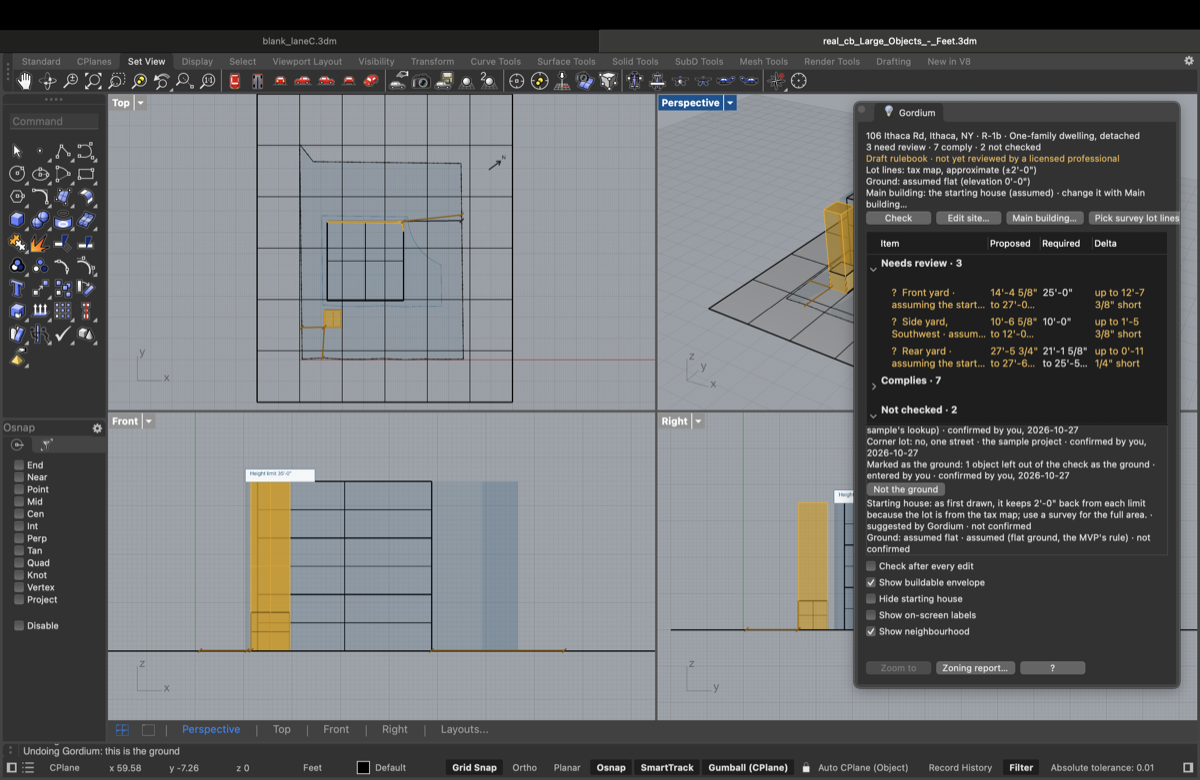 blank_laneC.3dm
real_cb_Large_Objects_-_Feet.3dm
Standard CPlanes Set View Display Select Viewport Layout Visibility Transform Curve Tools Surface Tools Solid Tools SubD Tools Mesh Tools Render Tools Drafting New in V8
Command
Top
N
y
x
Perspective
z
y
x
Front
Height limit 35'-0"
z
x
Right
Height
z
y
Osnap
End
Near
Point
Mid
Cen
Int
Perp
Tan
Quad
Knot
Vertex
Project
Disable
Gordium
106 Ithaca Rd, Ithaca, NY · R-1b · One-family dwelling, detached
3 need review · 7 comply · 2 not checked
Draft rulebook · not yet reviewed by a licensed professional
Lot lines: tax map, approximate (±2'-0")
Ground: assumed flat (elevation 0'-0")
Main building: the starting house (assumed) · change it with Main
building...
Check Edit site... Main building... Pick survey lot lines
Item Proposed Required Delta
Needs review · 3
? Front yard · 14'-4 5/8" 25'-0" up to 12'-7
assuming the start... to 27'-0... 3/8" short
? Side yard, 10'-6 5/8" 10'-0" up to 1'-5
Southwest · assum... to 12'-0... 3/8" short
? Rear yard · 27'-5 3/4" 21'-1 5/8" up to 0'-11
assuming the start... to 27'-6... to 25'-5... 1/4" short
Complies · 7
Not checked · 2
sample's lookup) · confirmed by you, 2026-10-27
Corner lot: no, one street · the sample project · confirmed by you,
2026-10-27
Marked as the ground: 1 object left out of the check as the ground ·
entered by you · confirmed by you, 2026-10-27
Not the ground
Starting house: as first drawn, it keeps 2'-0" back from each limit
because the lot is from the tax map; use a survey for the full area. ·
suggested by Gordium · not confirmed
Ground: assumed flat · assumed (flat ground, the MVP's rule) · not
confirmed
Check after every edit
Show buildable envelope
Hide starting house
Show on-screen labels
Show neighbourhood
Zoom to Zoning report... ?
Perspective Top Front Right Layouts...
Undoing Gordium: this is the ground
CPlane x 59.58 y -7.26 z 0 Feet Default Grid Snap Ortho Planar Osnap SmartTrack Gumball (CPlane) Auto CPlane (Object) Record History Filter Absolute tolerance: 0.01